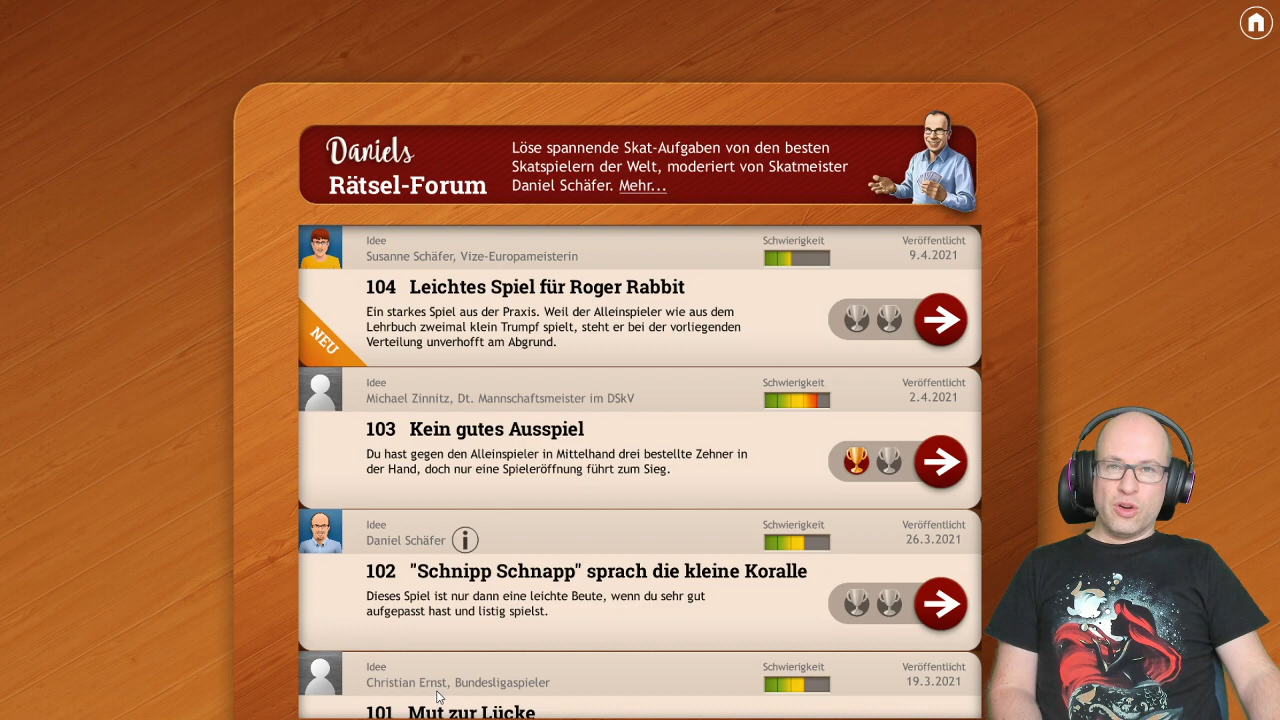 Daniels
Rätsel-Forum
Löse spannende Skat-Aufgaben von den besten
Skatspielern der Welt, moderiert von Skatmeister
Daniel Schäfer. Mehr...
Idee
Susanne Schäfer, Vize-Europameisterin
Schwierigkeit
Veröffentlicht
9.4.2021
104 Leichtes Spiel für Roger Rabbit
Ein starkes Spiel aus der Praxis. Weil der Alleinspieler wie aus dem
Lehrbuch zweimal klein Trumpf spielt, steht er bei der vorliegenden
Verteilung unverhofft am Abgrund.
NEU
Idee
Michael Zinnitz, Dt. Mannschaftsmeister im DSkV
Schwierigkeit
Veröffentlicht
2.4.2021
103 Kein gutes Ausspiel
Du hast gegen den Alleinspieler in Mittelhand drei bestellte Zehner in
der Hand, doch nur eine Spieleröffnung führt zum Sieg.
Idee
Daniel Schäfer
Schwierigkeit
Veröffentlicht
26.3.2021
102 "Schnipp Schnapp" sprach die kleine Koralle
Dieses Spiel ist nur dann eine leichte Beute, wenn du sehr gut
aufgepasst hast und listig spielst.
Idee
Christian Ernst, Bundesligaspieler
Schwierigkeit
Veröffentlicht
19.3.2021
101 Mut zur Lücke